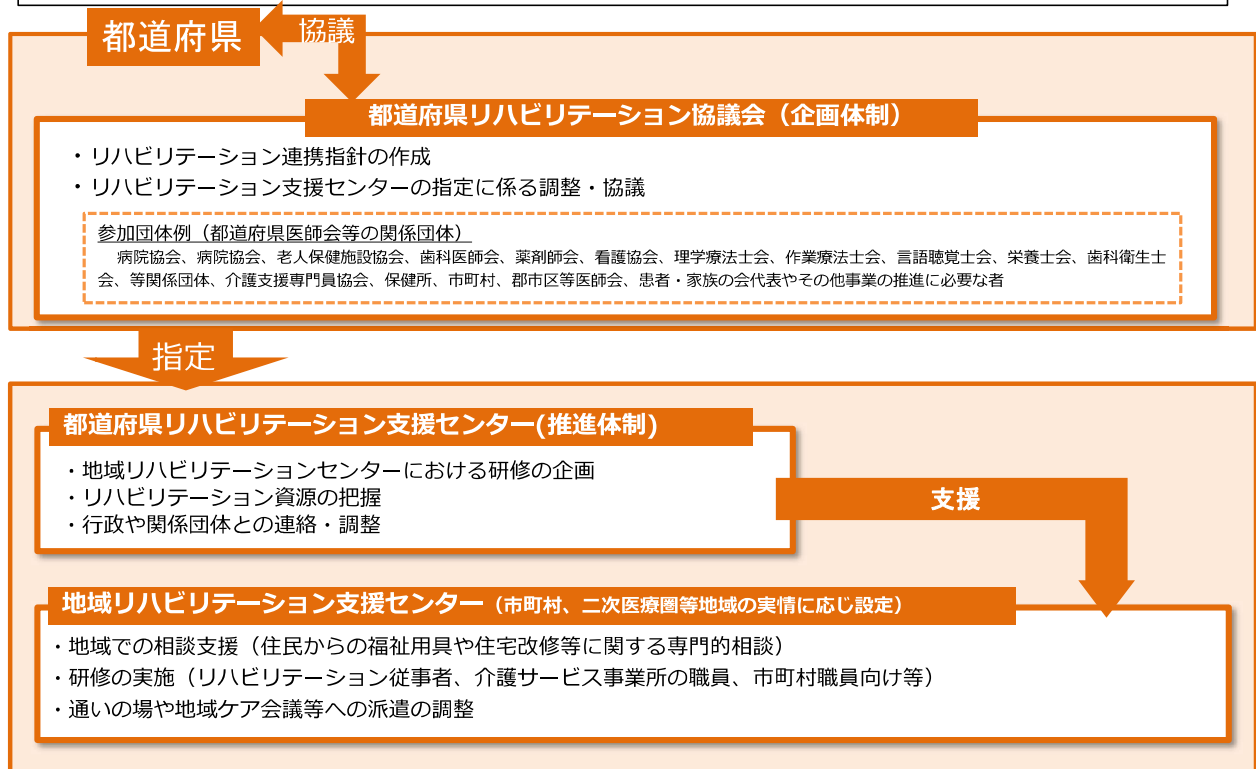 都道府県
協議
都道府県リハビリテーション協議会（企画体制）
・リハビリテーション連携指針の作成
・リハビリテーション支援センターの指定に係る調整・協議
参加団体例（都道府県医師会等の関係団体）
病院協会、病院協会、老人保健施設協会、歯科医師会、薬剤師会、看護協会、理学療法士会、作業療法士会、言語聴覚士会、栄養士会、歯科衛生士
会、等関係団体、介護支援専門員協会、保健所、市町村、郡市区等医師会、患者・家族の会代表やその他事業の推進に必要な者
指定
都道府県リハビリテーション支援センター(推進体制)
・地域リハビリテーションセンターにおける研修の企画
・リハビリテーション資源の把握
・行政や関係団体との連絡・調整
支援
地域リハビリテーション支援センター（市町村、二次医療圏等地域の実情に応じ設定）
・地域での相談支援（住民からの福祉用具や住宅改修等に関する専門的相談）
・研修の実施（リハビリテーション従事者、介護サービス事業所の職員、市町村職員向け等）
・通いの場や地域ケア会議等への派遣の調整